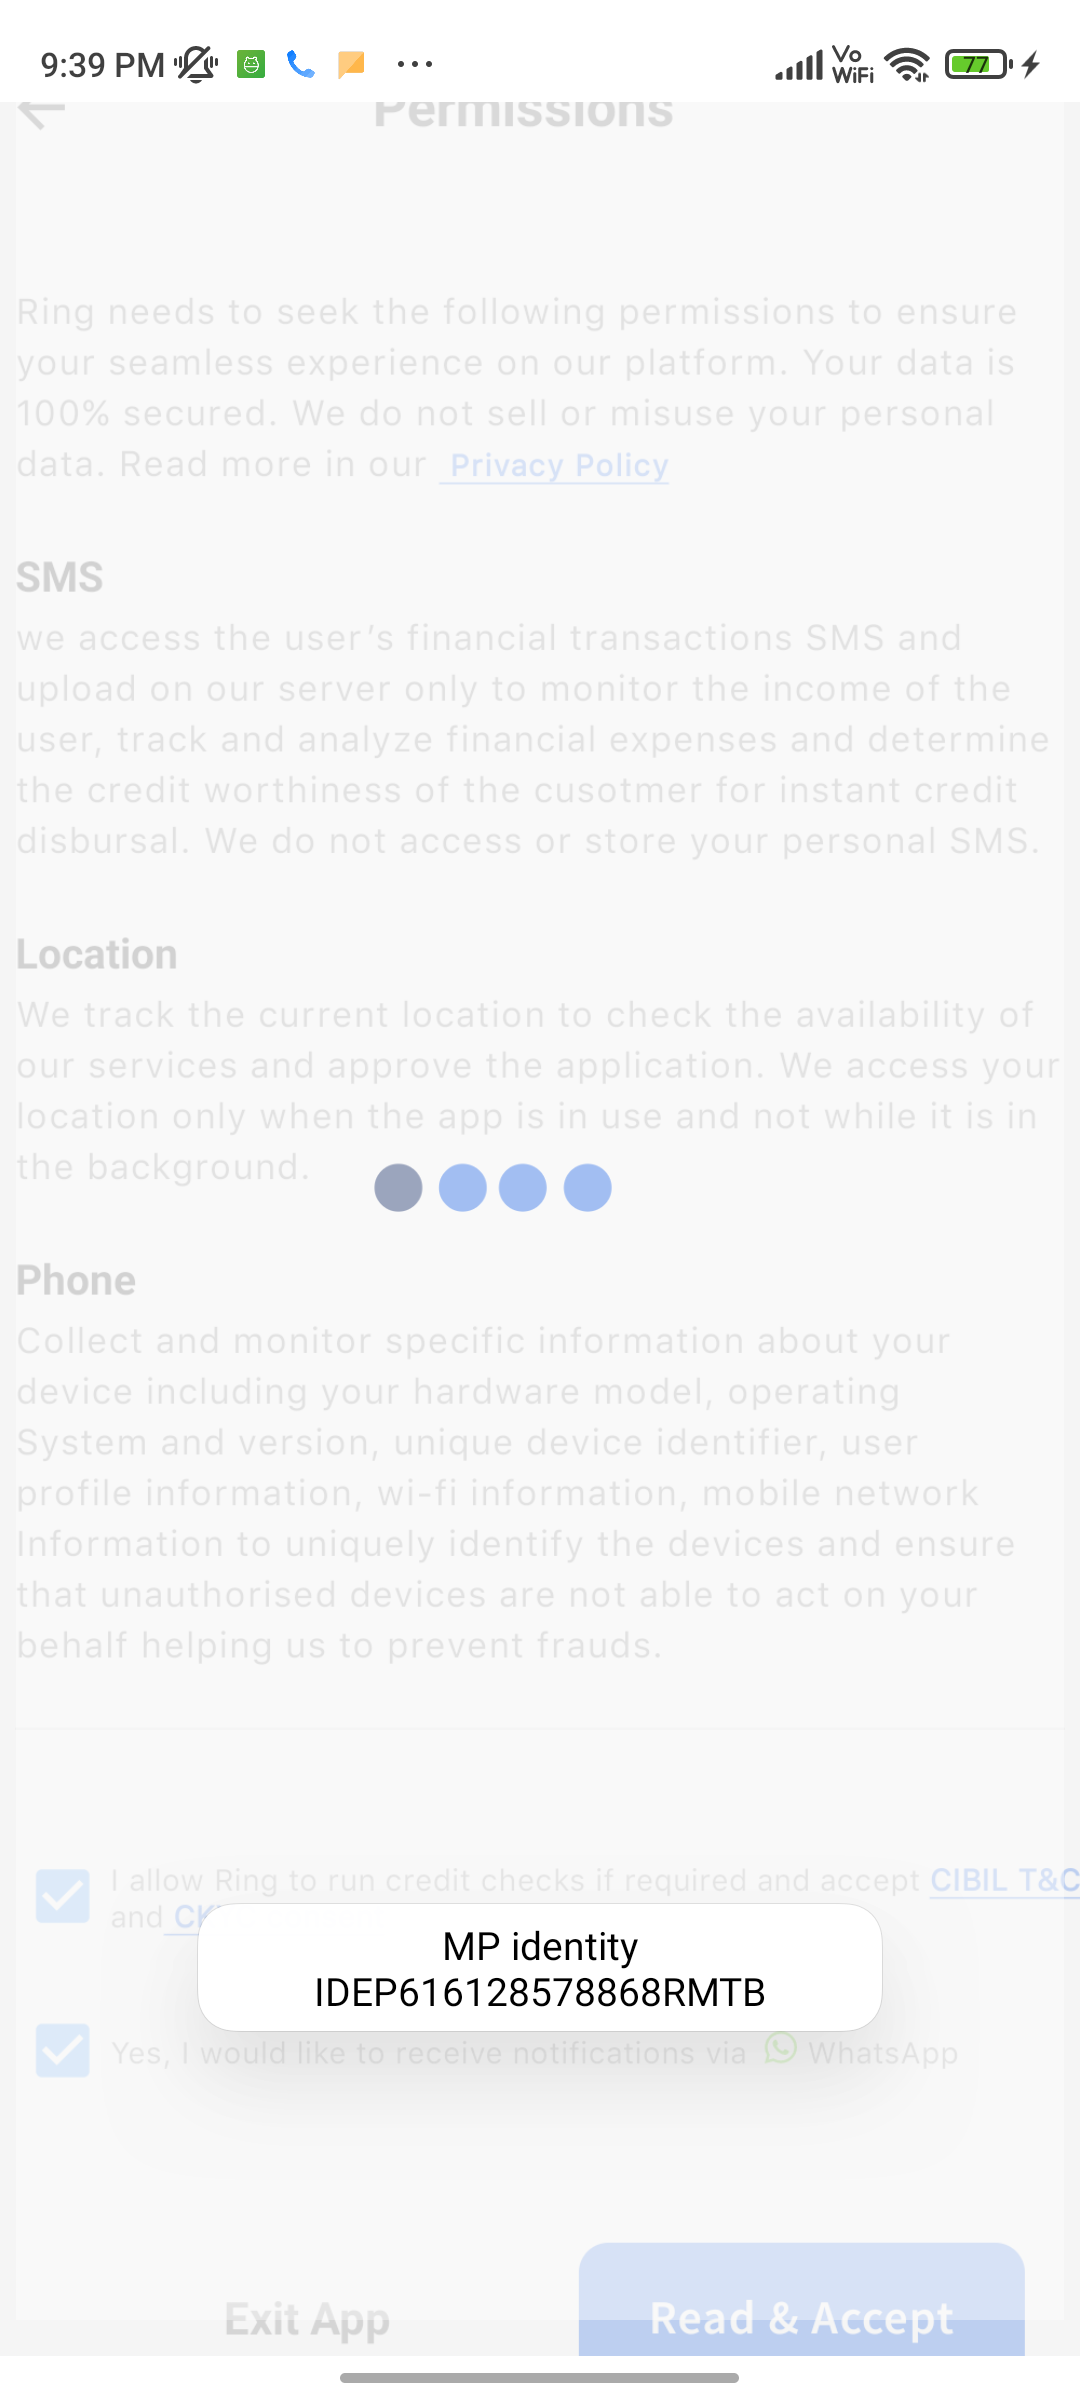 9:39 PM
Vo
WiFi
77
Permissions
Ring needs to seek the following permissions to ensure
your seamless experience on our platform. Your data is
100% secured. We do not sell or misuse your personal
data. Read more in our Privacy Policy
SMS
we access the user's financial transactions SMS and
upload on our server only to monitor the income of the
user, track and analyze financial expenses and determine
the credit worthiness of the cusotmer for instant credit
disbursal. We do not access or store your personal SMS.
Location
We track the current location to check the availability of
our services and approve the application. We access your
location only when the app is in use and not while it is in
the background.
Phone
Collect and monitor specific information about your
device including your hardware model, operating
System and version, unique device identifier, user
profile information, wi-fi information, mobile network
Information to uniquely identify the devices and ensure
that unauthorised devices are not able to act on your
behalf helping us to prevent frauds.
I allow Ring to run credit checks if required and accept CIBIL T&C
and
MP identity
IDEP616128578868RMTB
Yes, I would like to receive notifications via WhatsApp
Exit App
Read & Accept